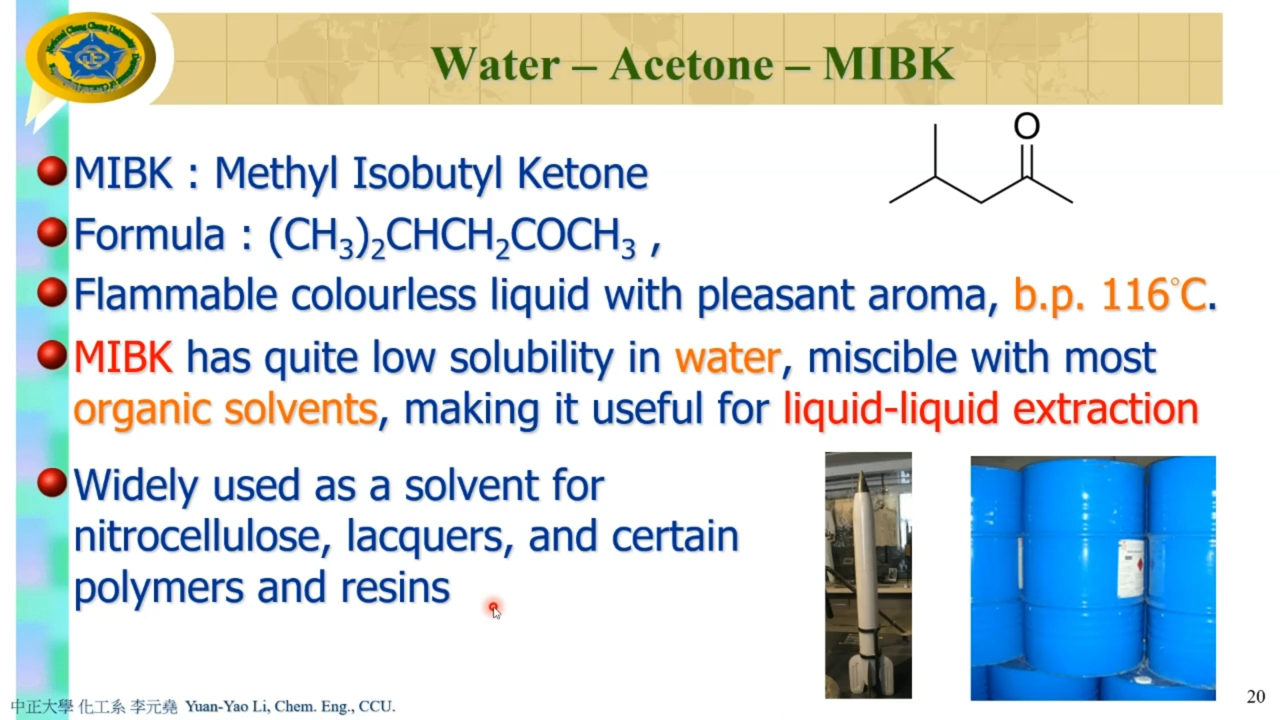 Water – Acetone – MIBK
O
MIBK : Methyl Isobutyl Ketone
Formula : (CH₃)₂CHCH₂COCH₃ ,
Flammable colourless liquid with pleasant aroma, b.p. 116°C.
MIBK has quite low solubility in water, miscible with most
organic solvents, making it useful for liquid-liquid extraction
Widely used as a solvent for
nitrocellulose, lacquers, and certain
polymers and resins
中正大學 化工系 李元堯 Yuan-Yao Li, Chem. Eng., CCU.
20